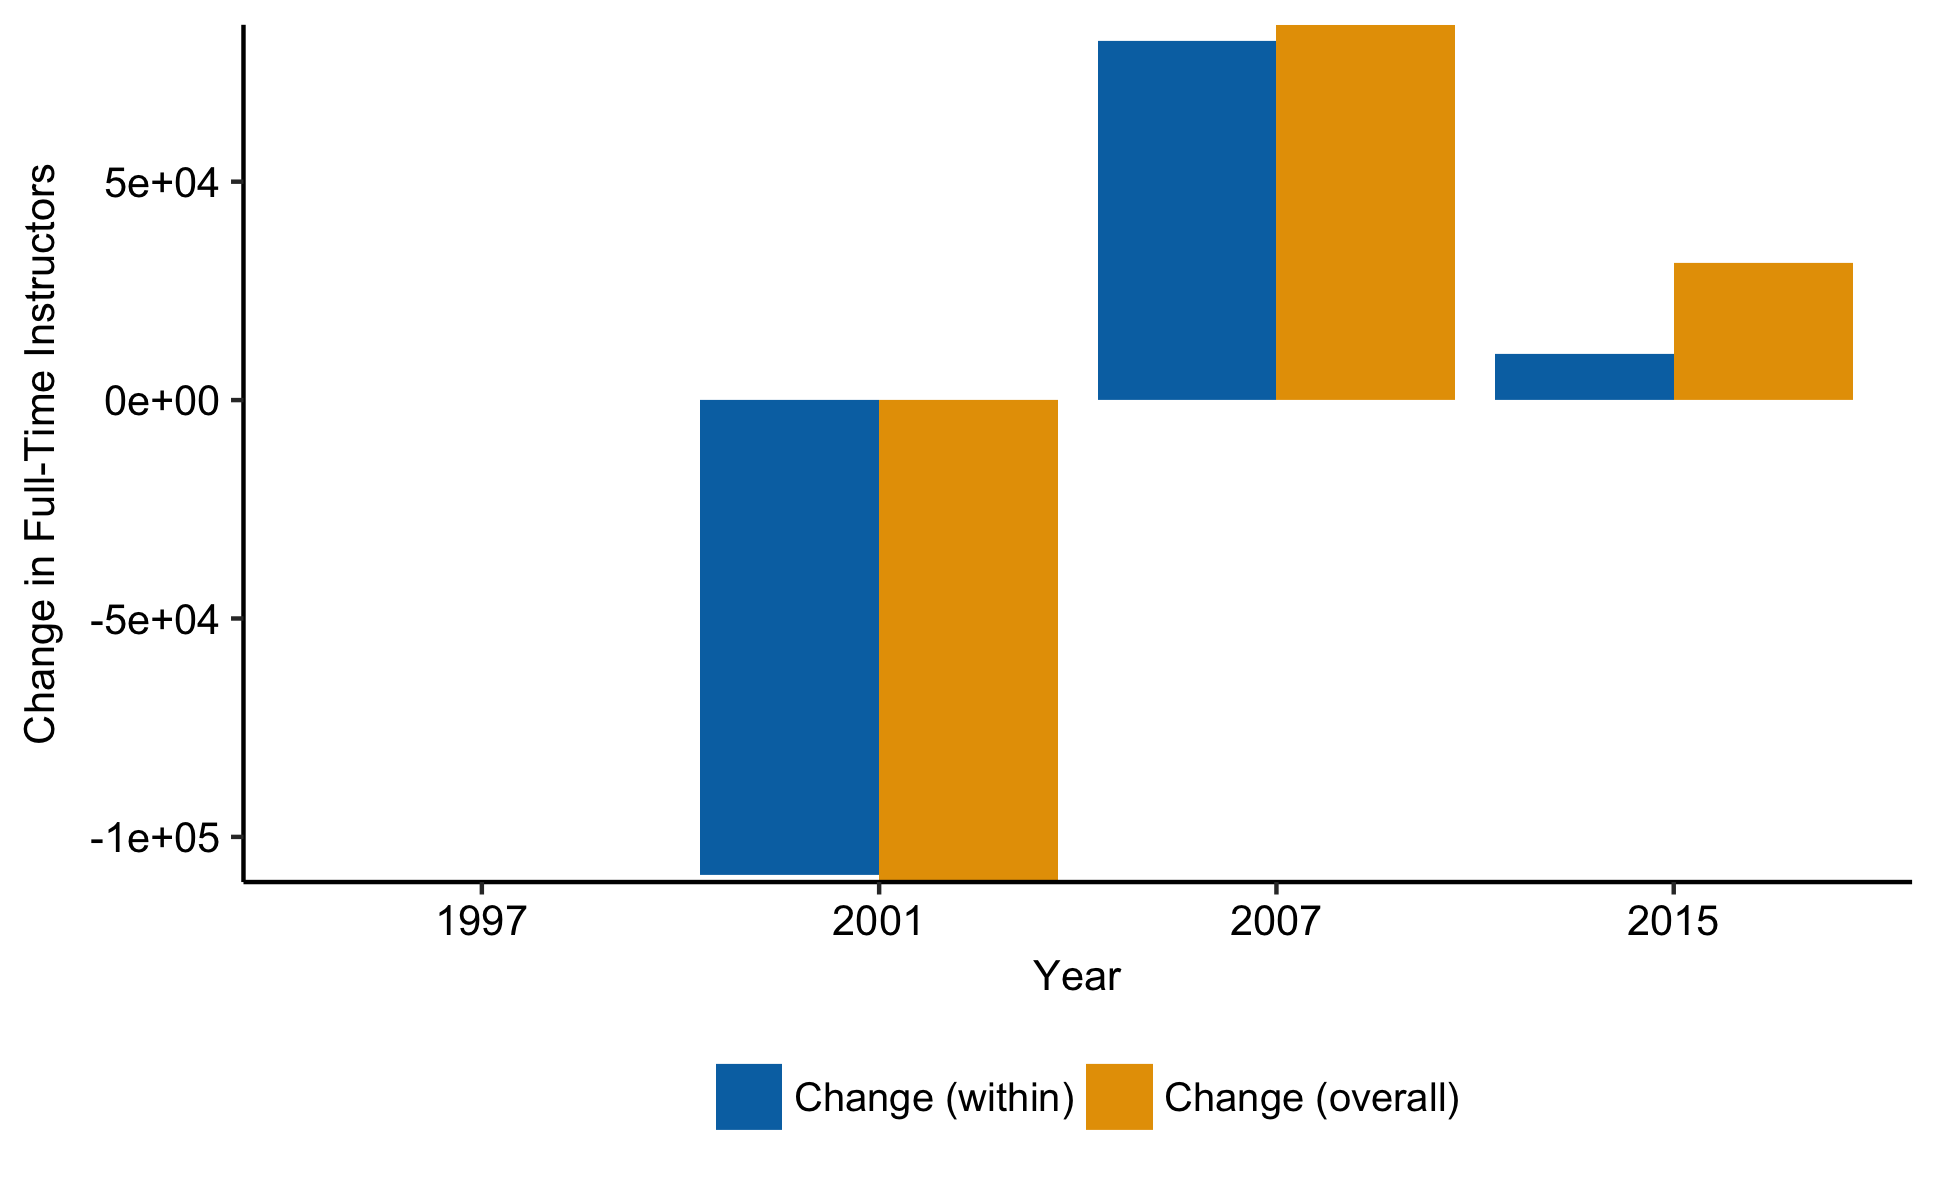 Change in Full-Time Instructors
5e+04
0e+00
-5e+04
-1e+05
1997 2001 2007 2015
Year
Change (within) Change (overall)